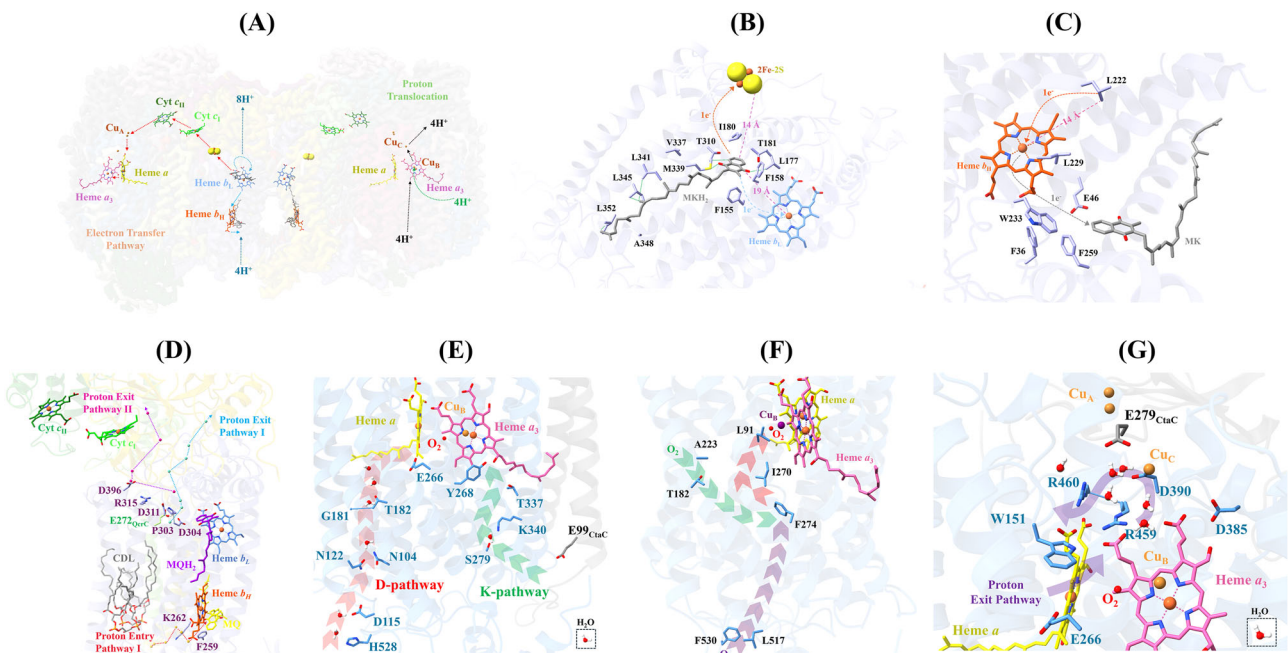 (A)
Cyt cII
8H⁺
Proton
Translocation
Cyt cI
CuA
4H⁺
CuC
Heme a
CuB
Heme a3
Heme bL
Heme a3
4H⁺
Heme bH
Electron Transfer
Pathway
4H⁺
4H⁺
(B)
2Fe-2S
1e⁻
14 Å
I180
V337
T310
T181
L341
M339
L177
L345
F158
MKH2
19 Å
L352
F155
1e⁻
A348
Heme bL
(C)
L222
1e⁻
14 Å
Heme bH
L229
1e⁻
E46
W233
F36
F259
MK
(D)
Proton Exit
Pathway II
Proton Exit
Pathway I
Cyt cII
Cyt cI
D396
R315
D311
E272QcrC
P303
D304
CDL
Heme bL
MQH2
Heme bH
K262
MQ
Proton Entry
Pathway I
F259
(E)
Heme a
CuB
O2
Heme a3
E266
Y268
G181
T182
T337
K340
E99CtaC
N122
N104
S279
D-pathway
K-pathway
D115
H528
H2O
(F)
Heme a
CuB
L91
O2
O2
A223
I270
Heme a3
T182
F274
F530
L517
(G)
CuA
E279CtaC
CuC
R460
D390
W151
D385
R459
CuB
Proton
Exit Pathway
O2
Heme a3
Heme a
E266
H2O